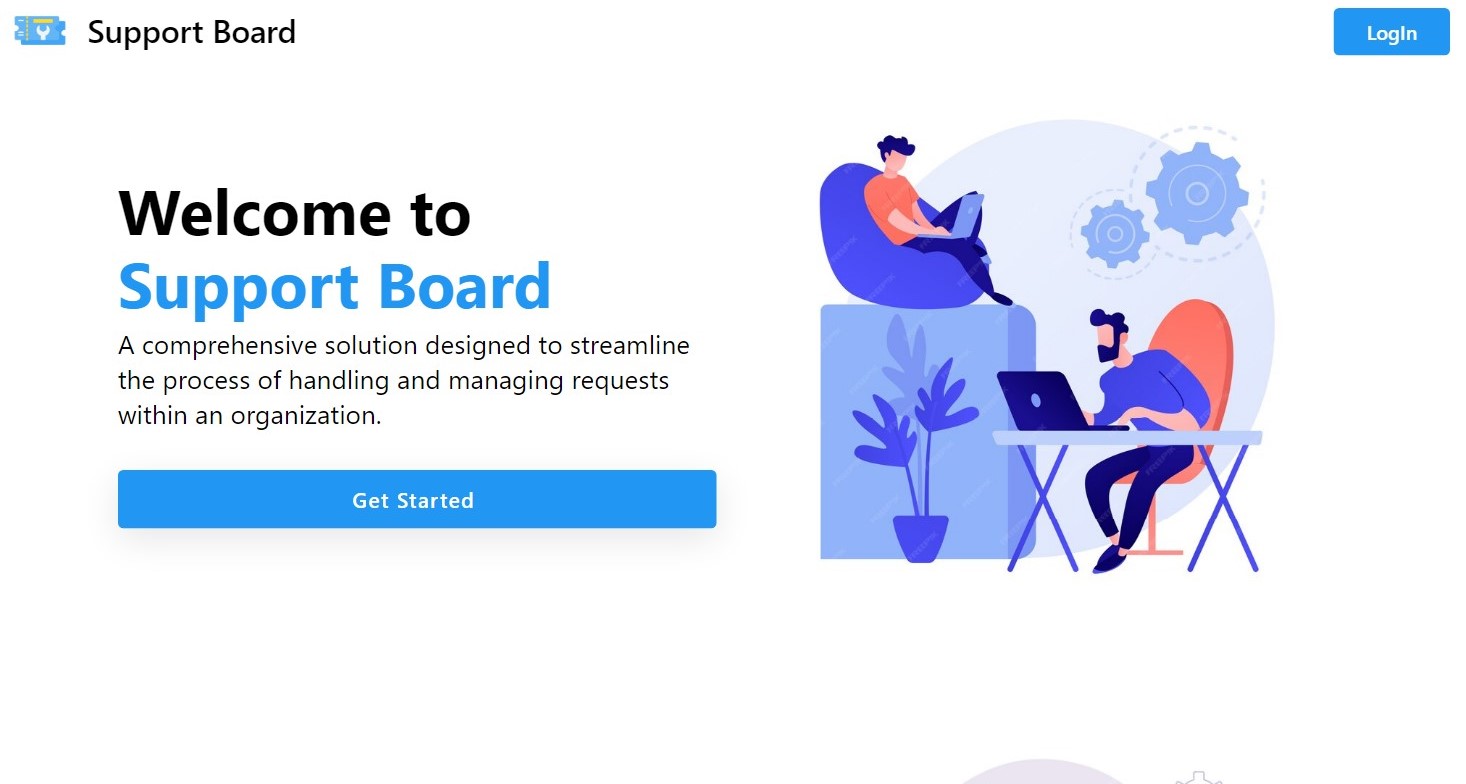 Support Board
LogIn
Welcome to
Support Board
A comprehensive solution designed to streamline
the process of handling and managing requests
within an organization.
Get Started